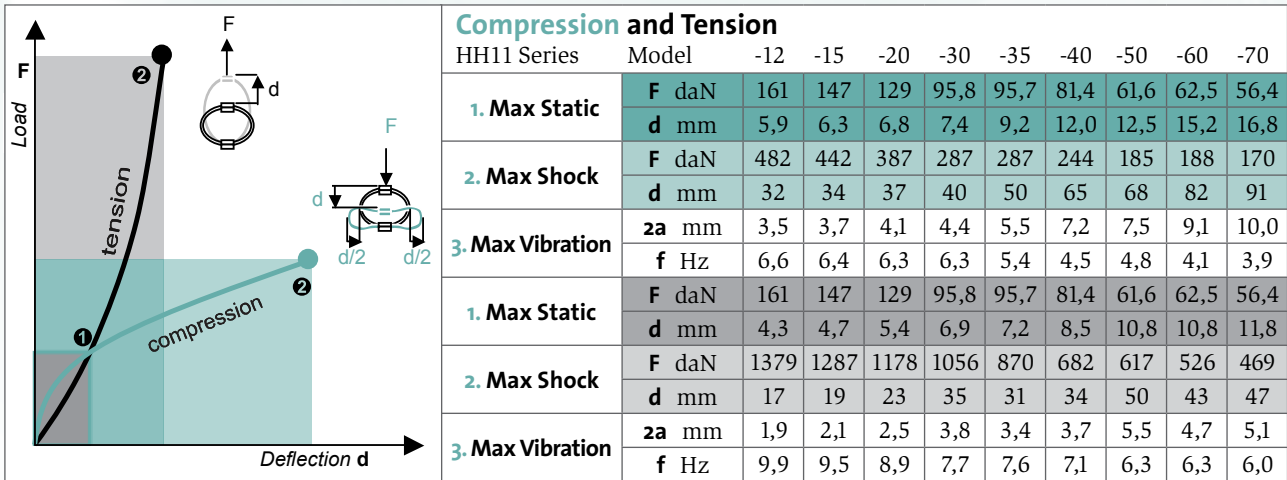 F
Load
tension
compression
Deflection d
1
2
2
F
d
F
d
d/2 d/2
Compression and Tension
HH11 Series Model -12 -15 -20 -30 -35 -40 -50 -60 -70
1. Max Static
F daN 161 147 129 95,8 95,7 81,4 61,6 62,5 56,4
d mm 5,9 6,3 6,8 7,4 9,2 12,0 12,5 15,2 16,8
2. Max Shock
F daN 482 442 387 287 287 244 185 188 170
d mm 32 34 37 40 50 65 68 82 91
3. Max Vibration
2a mm 3,5 3,7 4,1 4,4 5,5 7,2 7,5 9,1 10,0
f Hz 6,6 6,4 6,3 6,3 5,4 4,5 4,8 4,1 3,9
1. Max Static
F daN 161 147 129 95,8 95,7 81,4 61,6 62,5 56,4
d mm 4,3 4,7 5,4 6,9 7,2 8,5 10,8 10,8 11,8
2. Max Shock
F daN 1379 1287 1178 1056 870 682 617 526 469
d mm 17 19 23 35 31 34 50 43 47
3. Max Vibration
2a mm 1,9 2,1 2,5 3,8 3,4 3,7 5,5 4,7 5,1
f Hz 9,9 9,5 8,9 7,7 7,6 7,1 6,3 6,3 6,0